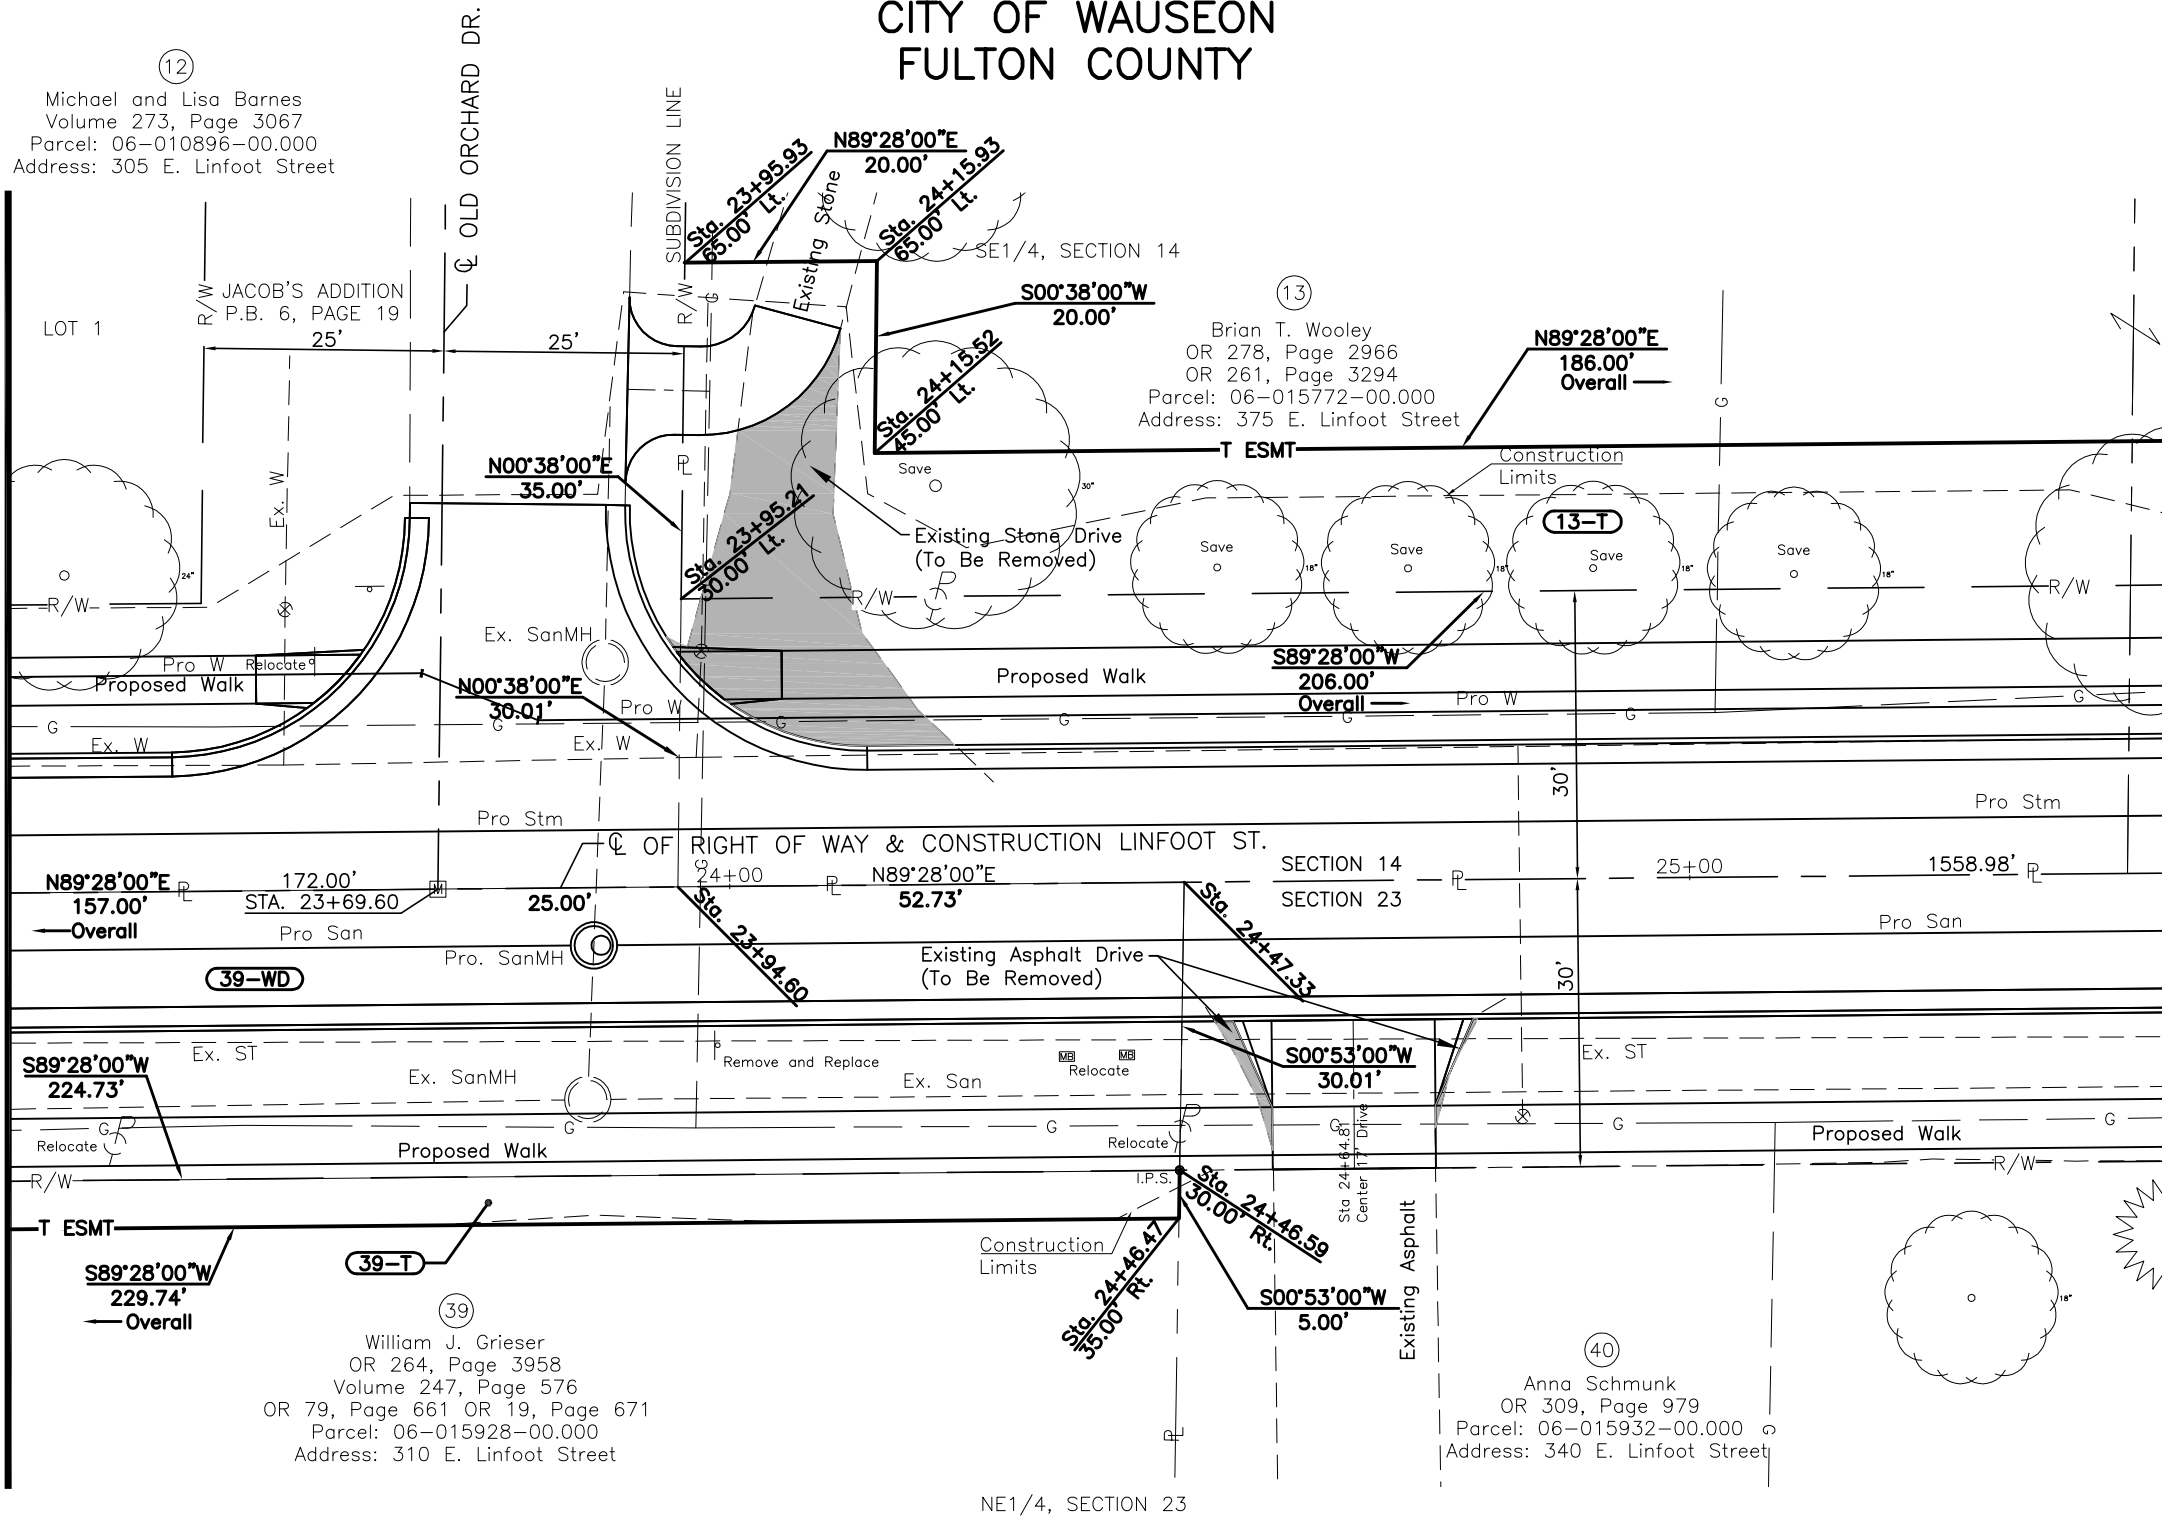 CITY OF WAUSEON
FULTON COUNTY
12
Michael and Lisa Barnes
Volume 273, Page 3067
Parcel: 06-010896-00.000
Address: 305 E. Linfoot Street
℄ OLD ORCHARD DR.
SUBDIVISION LINE
Sta. 23+95.93
65.00' Lt.
N89°28'00"E
20.00'
Existing Stone
Sta. 24+15.93
65.00' Lt.
SE1/4, SECTION 14
S00°38'00"W
20.00'
13
Brian T. Wooley
OR 278, Page 2966
OR 261, Page 3294
Parcel: 06-015772-00.000
Address: 375 E. Linfoot Street
N89°28'00"E
186.00'
Overall
LOT 1
R/W
JACOB'S ADDITION
P.B. 6, PAGE 19
25'
25'
R/W
G
Sta. 24+15.52
45.00' Lt.
G
T ESMT
Construction
Limits
N00°38'00"E
35.00'
PL
Ex. W
Save
30"
Sta. 23+95.21
30.00' Lt.
Existing Stone Drive
(To Be Removed)
13-T
Save
18"
Save
18"
Save
18"
Save
18"
24"
R/W
R/W
R/W
Ex. SanMH
Pro W
Relocate
Proposed Walk
Proposed Walk
S89°28'00"W
206.00'
Overall
Pro W
N00°38'00"E
30.01'
Pro W
G
G
G
G
G
G
G
Ex. W
Ex. W
30'
Pro Stm
Pro Stm
℄ OF RIGHT OF WAY & CONSTRUCTION LINFOOT ST.
SECTION 14
SECTION 23
N89°28'00"E
157.00'
Overall
PL
172.00'
STA. 23+69.60
M
25.00'
G
24+00
PL
N89°28'00"E
52.73'
PL
25+00
1558.98'
PL
Sta. 23+94.60
Sta. 24+47.33
Pro San
Pro San
Pro. SanMH
39-WD
Existing Asphalt Drive
(To Be Removed)
30'
S89°28'00"W
224.73'
Ex. ST
Ex. SanMH
Remove and Replace
Ex. San
MB
MB
Relocate
S00°53'00"W
30.01'
Ex. ST
G
G
G
G
G
G
Relocate
Proposed Walk
Relocate
Proposed Walk
Sta 24+64.81
Center 17' Drive
R/W
I.P.S.
R/W
Sta. 24+46.59
30.00' Rt.
T ESMT
39-T
Construction
Limits
Sta. 24+46.47
35.00' Rt.
S00°53'00"W
5.00'
Existing Asphalt
S89°28'00"W
229.74'
Overall
18"
39
William J. Grieser
OR 264, Page 3958
Volume 247, Page 576
OR 79, Page 661 OR 19, Page 671
Parcel: 06-015928-00.000
Address: 310 E. Linfoot Street
PL
40
Anna Schmunk
OR 309, Page 979
Parcel: 06-015932-00.000
Address: 340 E. Linfoot Street
G
NE1/4, SECTION 23